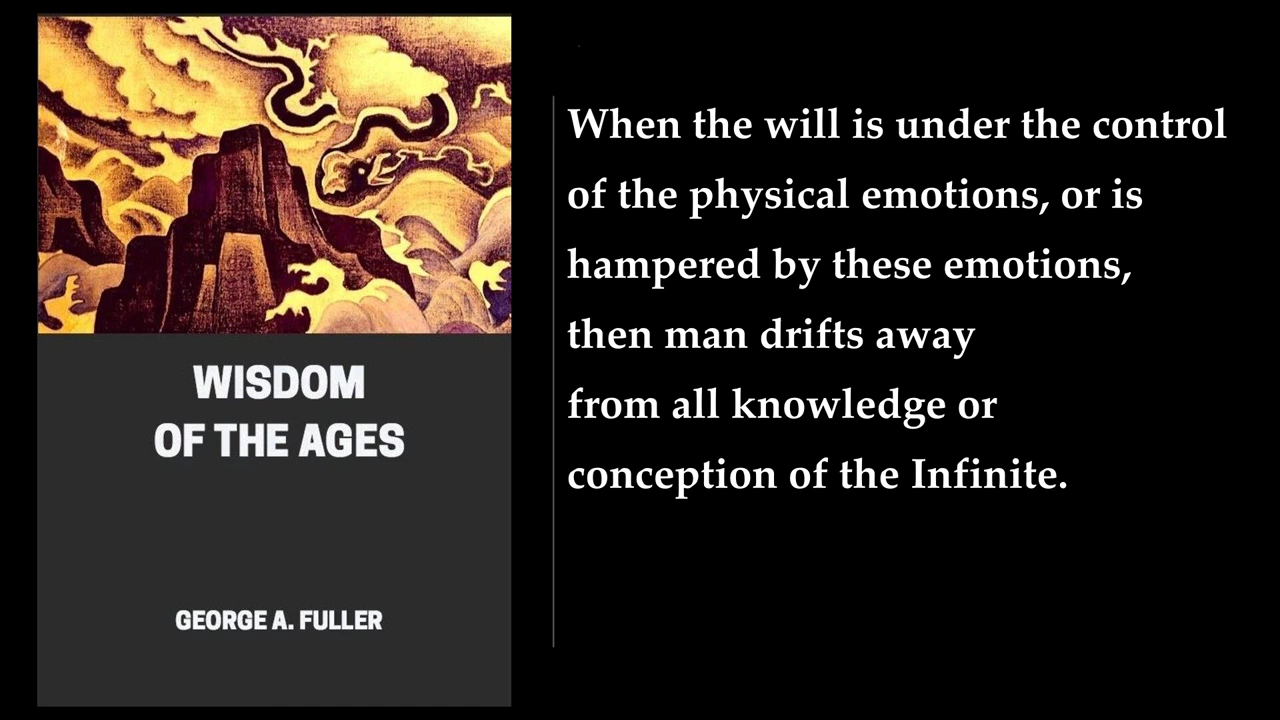 WISDOM
OF THE AGES
GEORGE A. FULLER
When the will is under the control
of the physical emotions, or is
hampered by these emotions,
then man drifts away
from all knowledge or
conception of the Infinite.